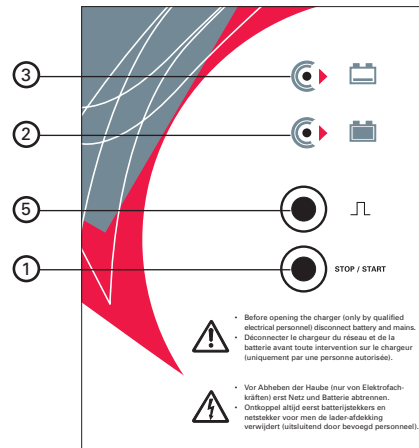 3
2
5
1
STOP / START
• Before opening the charger (only by qualified
electrical personnel) disconnect battery and mains.
• Déconnecter le chargeur du réseau et de la
batterie avant toute intervention sur le chargeur
(uniquement par une personne autorisée).
• Vor Abheben der Haube (nur von Elektrofach-
kräften) erst Netz und Batterie abtrennen.
• Ontkoppel altijd eerst batterijstekkers en
netstekker voor men de lader-afdekking
verwijdert (uitsluitend door bevoegd personeel).